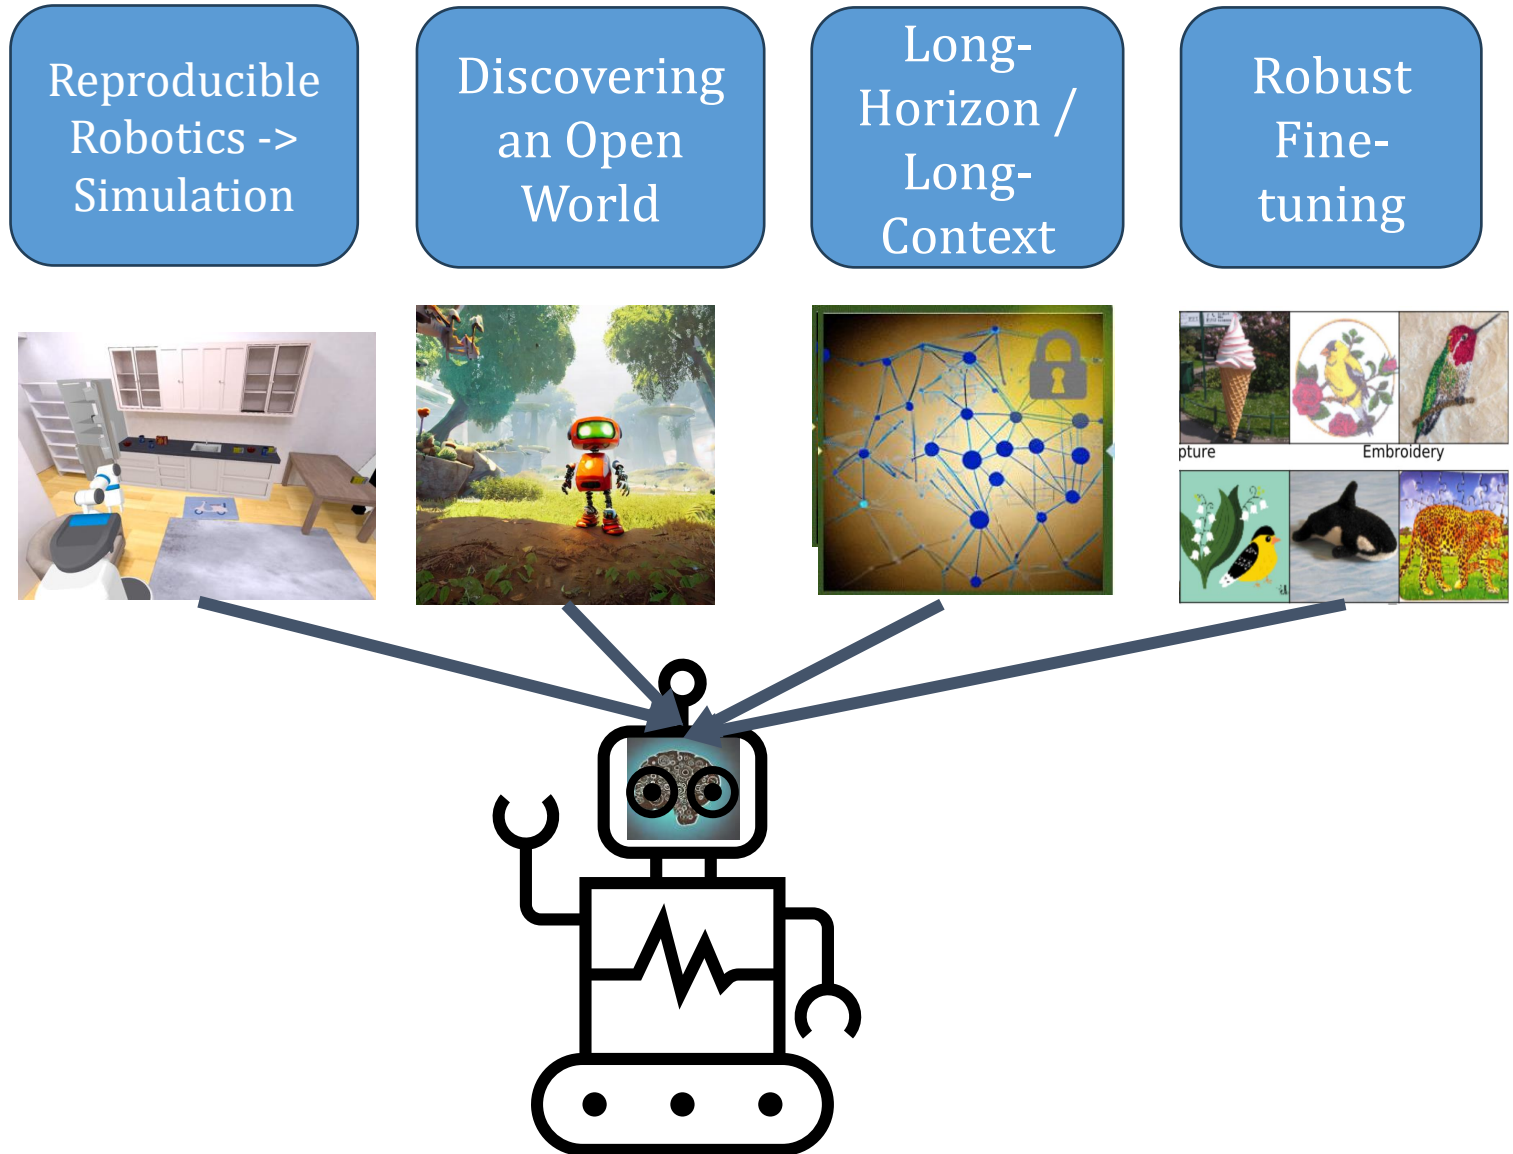 Reproducible
Robotics ->
Simulation
Discovering
an Open
World
Long-
Horizon /
Long-
Context
Robust
Fine-
tuning
pture
Embroidery